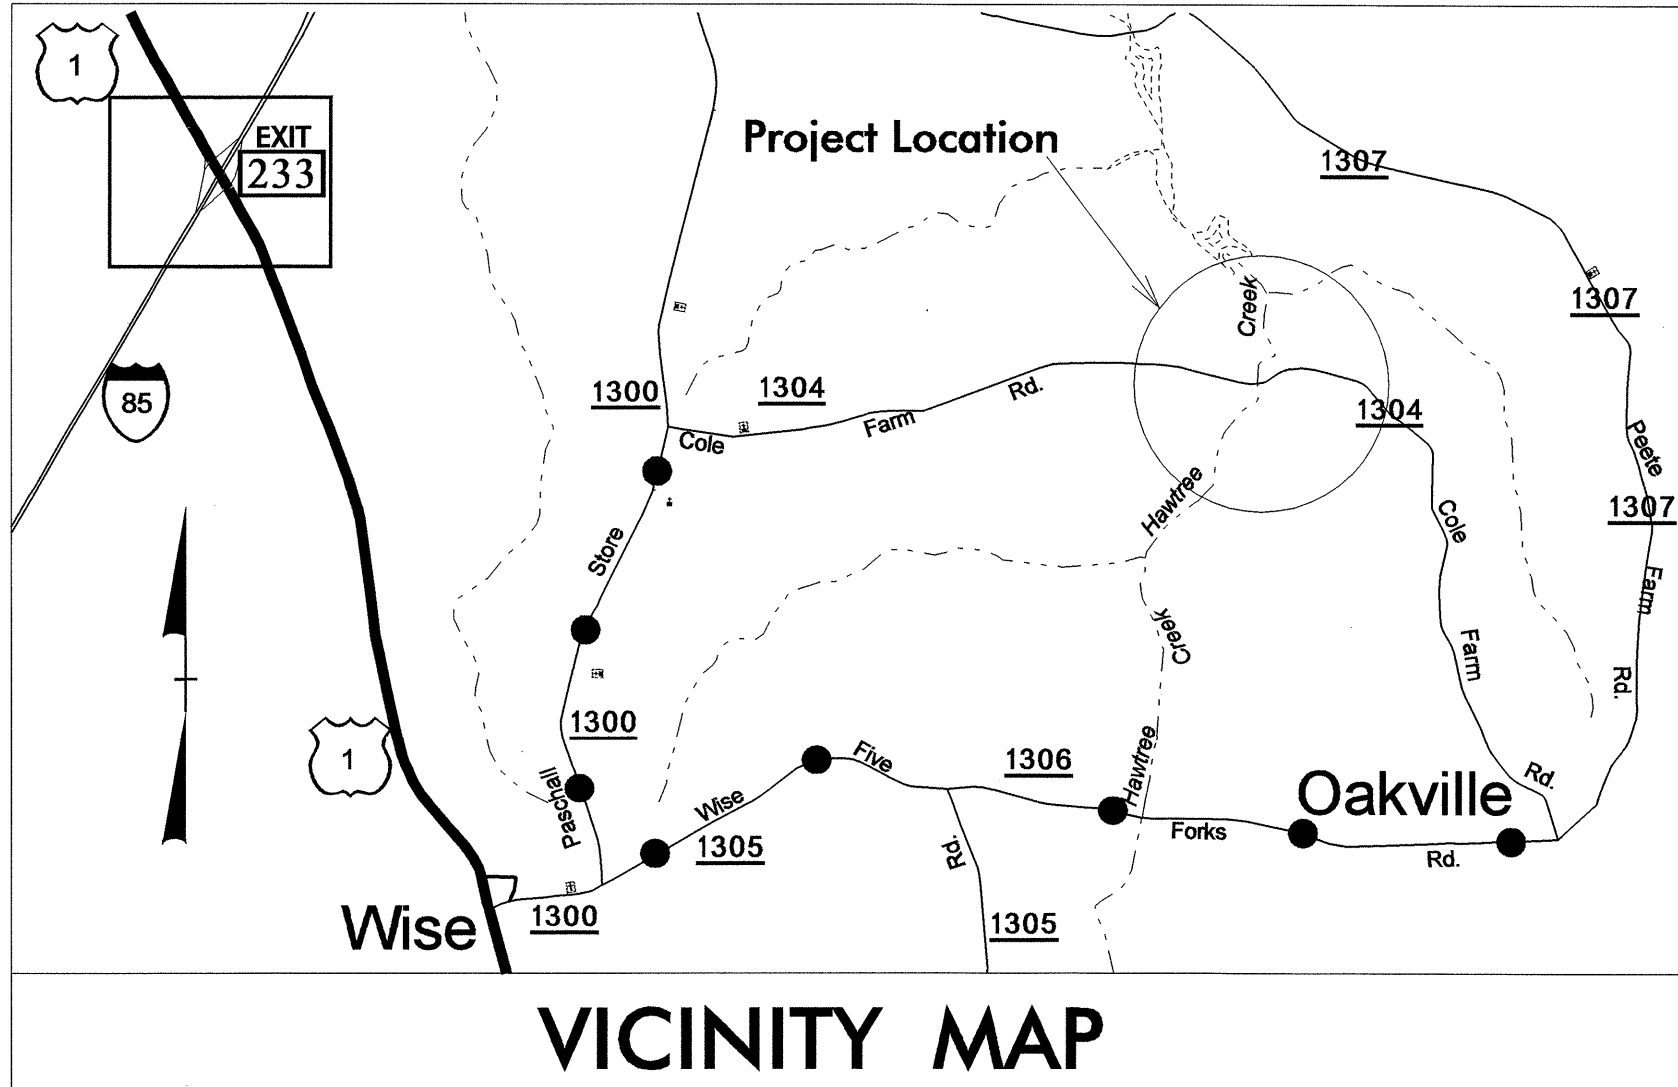 1
EXIT
233
Project Location
1307
1307
Creek
85
1300
1304
Rd.
Farm
Cole
1304
Peete
Hawtree
1307
Cole
Store
Farm
Creek
Farm
Rd.
1300
1
Paschall
Five
1306
Hawtree
Rd.
Oakville
Wise
1305
Forks
Rd.
Rd.
1300
Wise
1305
VICINITY MAP